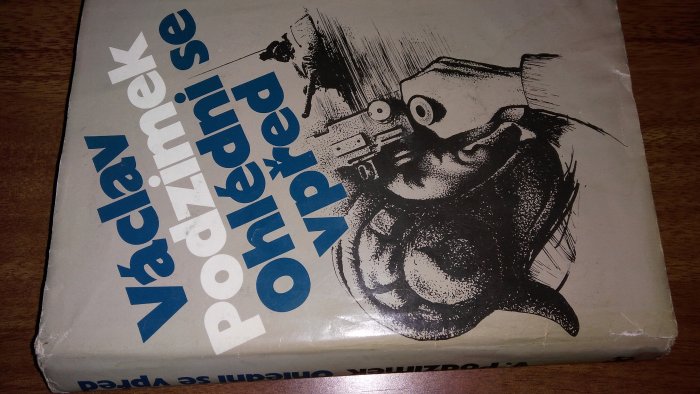 Václav
Podzimek
Ohlédni se
vpřed
V. Podzimek Ohlédni se vpřed